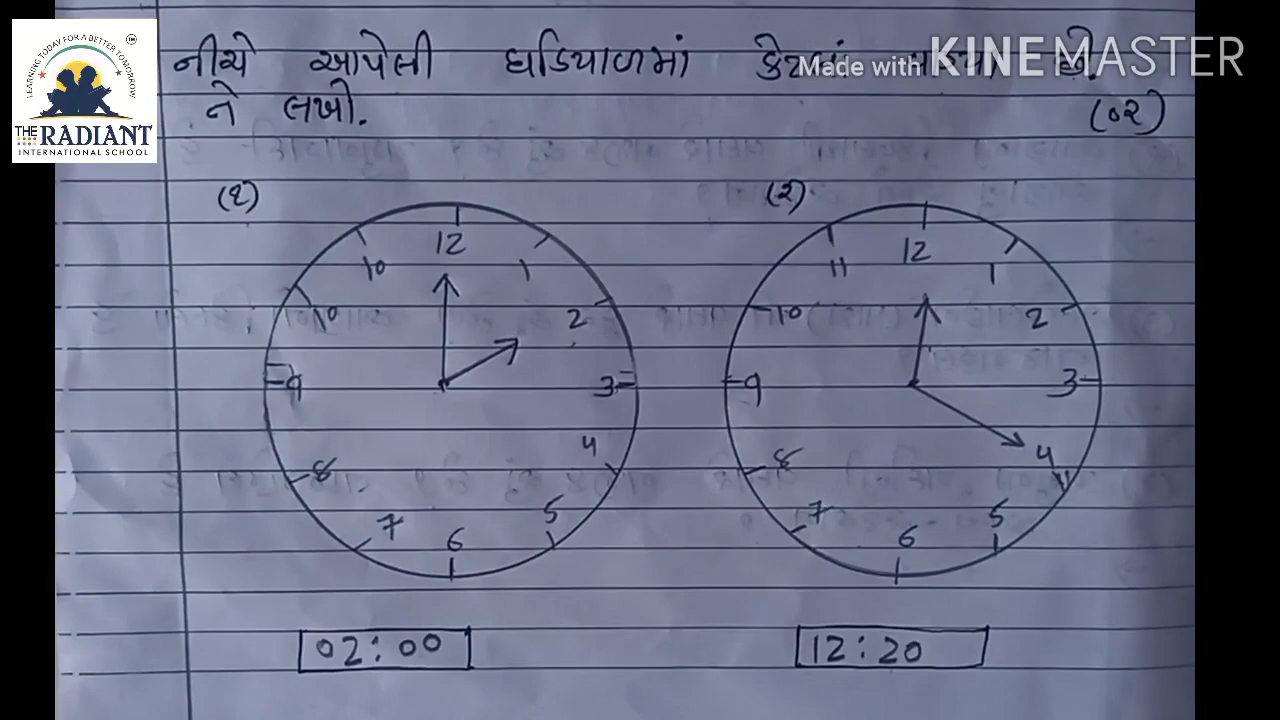 LEARNING TODAY FOR A BETTER TOMORROW
THE RADIANT
INTERNATIONAL SCHOOL
નીચે આપેલી ઘડિયાળમાં છે.
Made with KINEMASTER
ને લખો. (૦૨)
(૧) (૨)
12 12
10 1 11 1
10 2 10 2
9 3 9 3
8 4 8 4
7 5 7 5
6 6
02:00 12:20